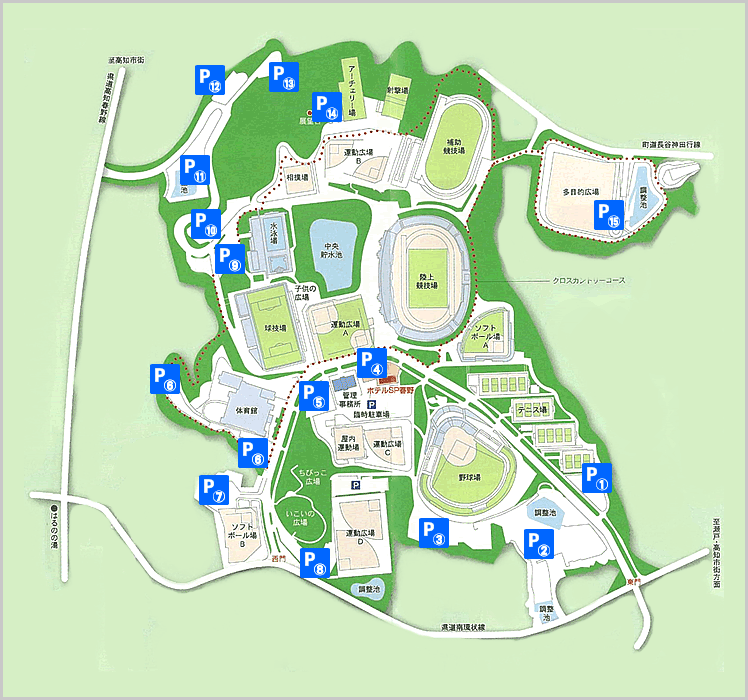 至高知市街
県道高知春野線
P⑫
P⑬
P⑭
アーチェリー場
射撃場
補助
競技場
運動広場
B
相撲場
P⑪
池
P⑩
P⑨
水泳場
中央
貯水池
陸上
競技場
町道長谷神田行線
多目的広場
調整池
P⑮
クロスカントリーコース
子供の
広場
球技場
運動広場
A
ソフト
ボール場
A
P④
ホテルSP春野
P⑥
体育館
P⑤
管理
事務所
P
臨時駐車場
テニス場
屋内
運動場
運動広場
C
野球場
P⑥
P①
P⑦
ちびっこ
広場
P
いこいの
広場
運動広場
D
ソフト
ボール場
B
P③
調整
池
P②
●はるのの湯
西門
P⑧
調整
池
調整
池
東門
至瀬戸・高知市街方面
県道南環状線